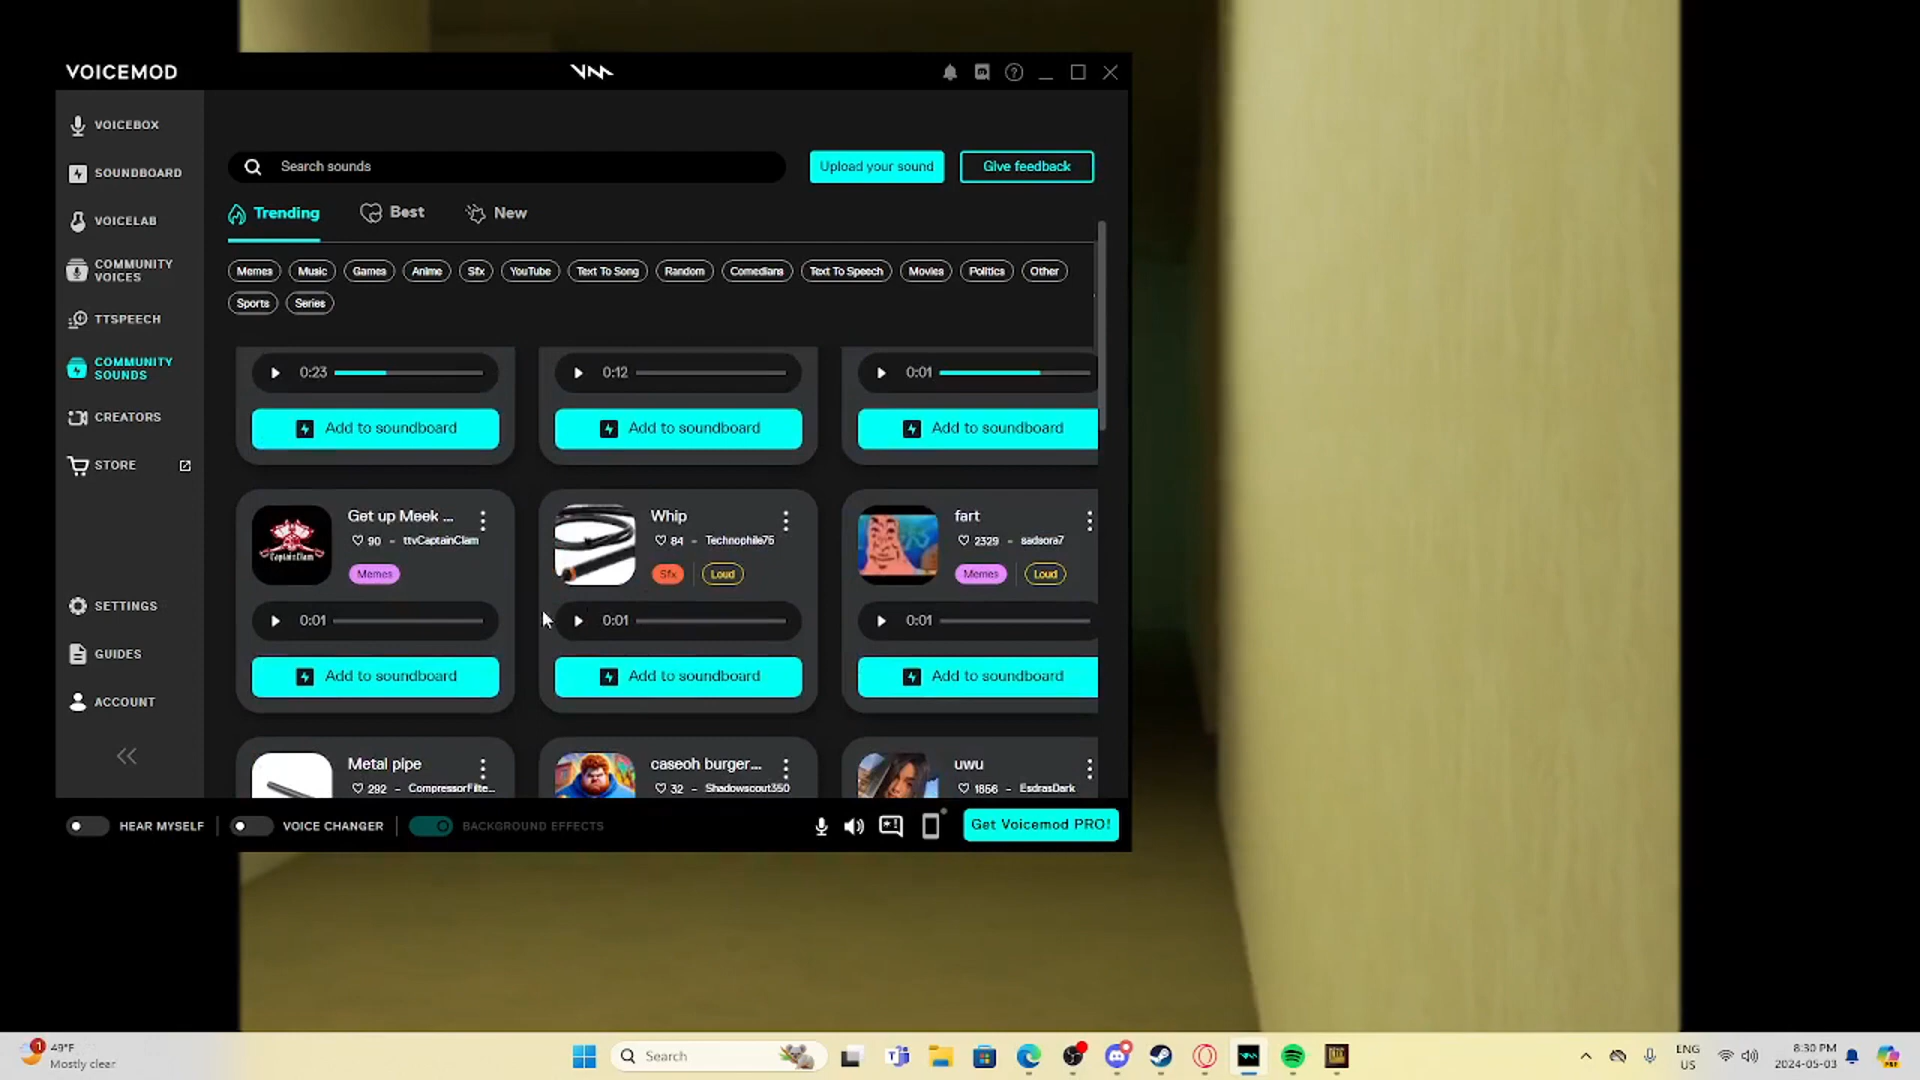 VOICEMOD
VOICEBOX
SOUNDBOARD
VOICELAB
COMMUNITY
VOICES
TTSPEECH
COMMUNITY
SOUNDS
CREATORS
STORE
SETTINGS
GUIDES
ACCOUNT
Search sounds
Upload your sound
Give feedback
Trending
Best
New
Memes Music Games Anime Sfx YouTube Text To Song Random Comedians Text To Speech Movies Politics Other
Sports Series
0:23
Add to soundboard
0:12
Add to soundboard
0:01
Add to soundboard
Get up Meek ...
90 - ttvCaptainClam
Memes
0:01
Add to soundboard
Whip
84 - Technophile75
Sfx Loud
0:01
Add to soundboard
fart
2329 - sadsora7
Memes Loud
0:01
Add to soundboard
Metal pipe
292 - CompressorFilte...
caseoh burger...
32 - Shadowscout350
uwu
1856 - EsdrasDark
HEAR MYSELF
VOICE CHANGER
BACKGROUND EFFECTS
Get Voicemod PRO!
1
49°F
Mostly clear
Search
ENG
US
8:30 PM
2024-05-03